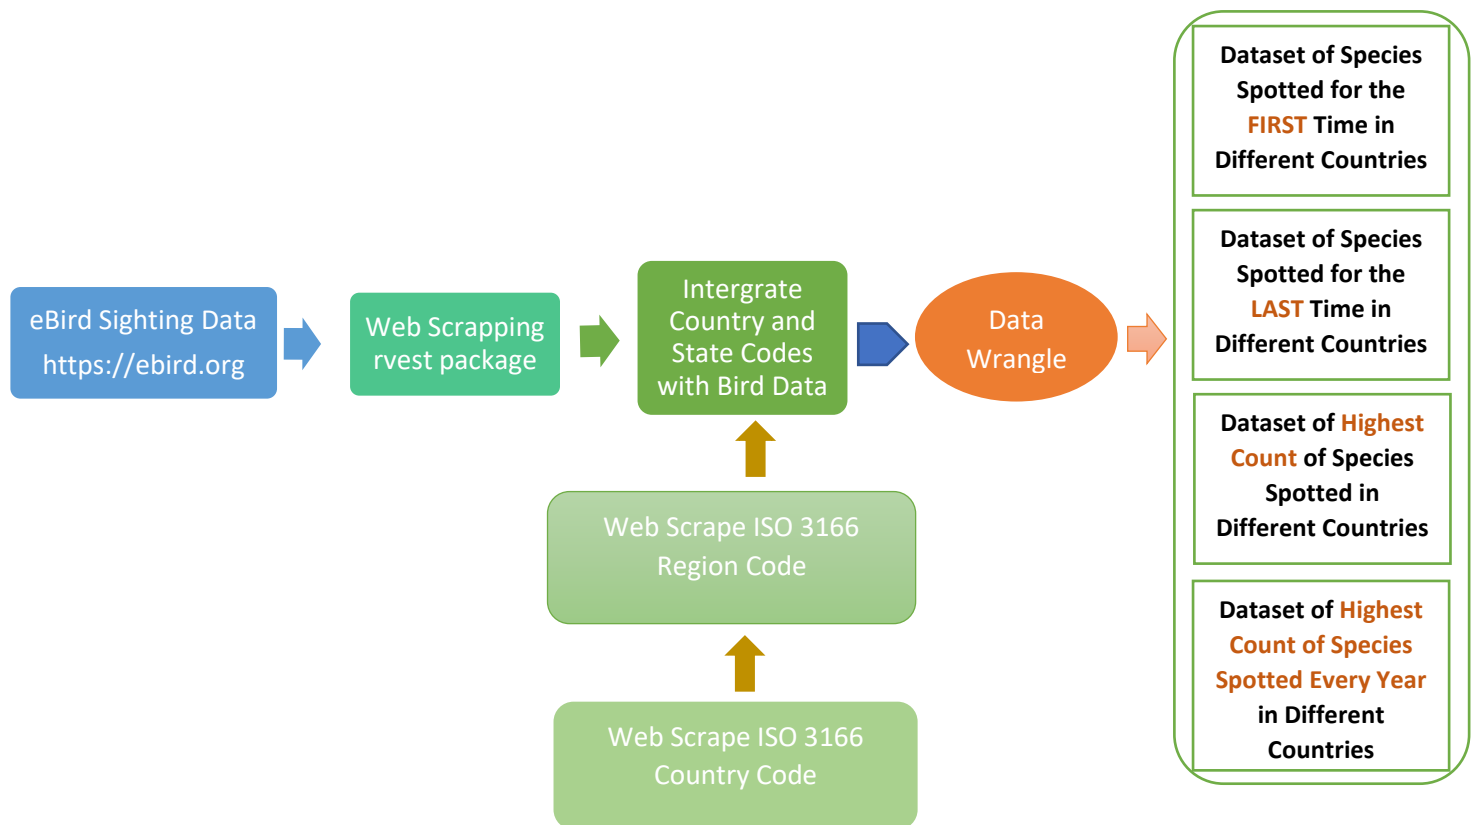 eBird Sighting Data
https://ebird.org
Web Scrapping
rvest package
Intergrate
Country and
State Codes
with Bird Data
Data
Wrangle
Web Scrape ISO 3166
Region Code
Web Scrape ISO 3166
Country Code
Dataset of Species
Spotted for the
FIRST Time in
Different Countries
Dataset of Species
Spotted for the
LAST Time in
Different Countries
Dataset of Highest
Count of Species
Spotted in
Different Countries
Dataset of Highest
Count of Species
Spotted Every Year
in Different
Countries